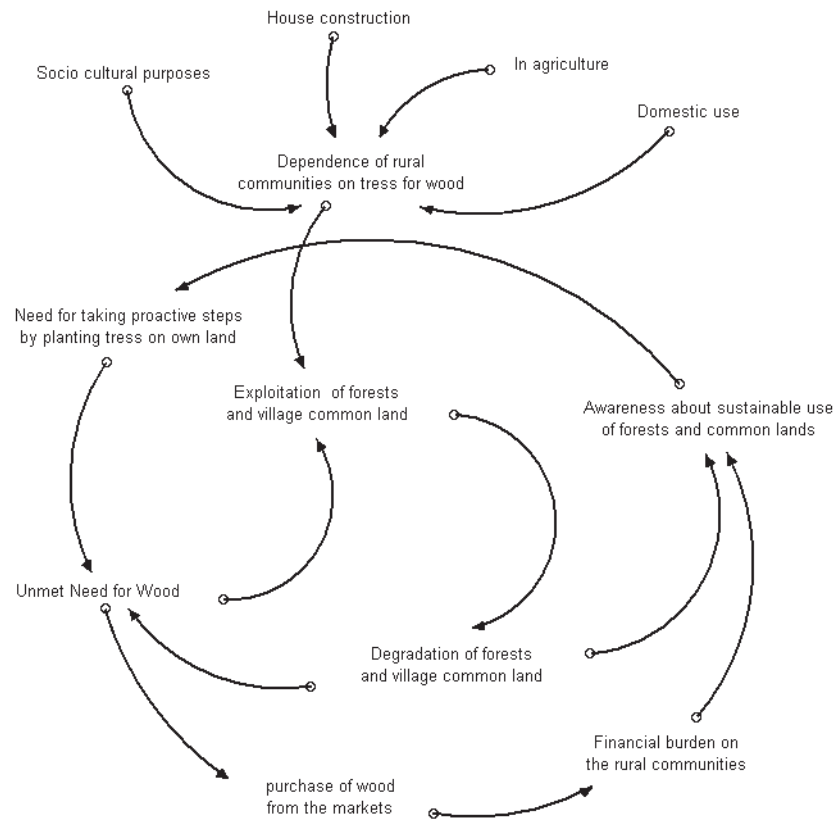 House construction
Socio cultural purposes
In agriculture
Domestic use
Dependence of rural
communities on tress for wood
Need for taking proactive steps
by planting tress on own land
Exploitation of forests
and village common land
Awareness about sustainable use
of forests and common lands
Unmet Need for Wood
Degradation of forests
and village common land
Financial burden on
the rural communities
purchase of wood
from the markets